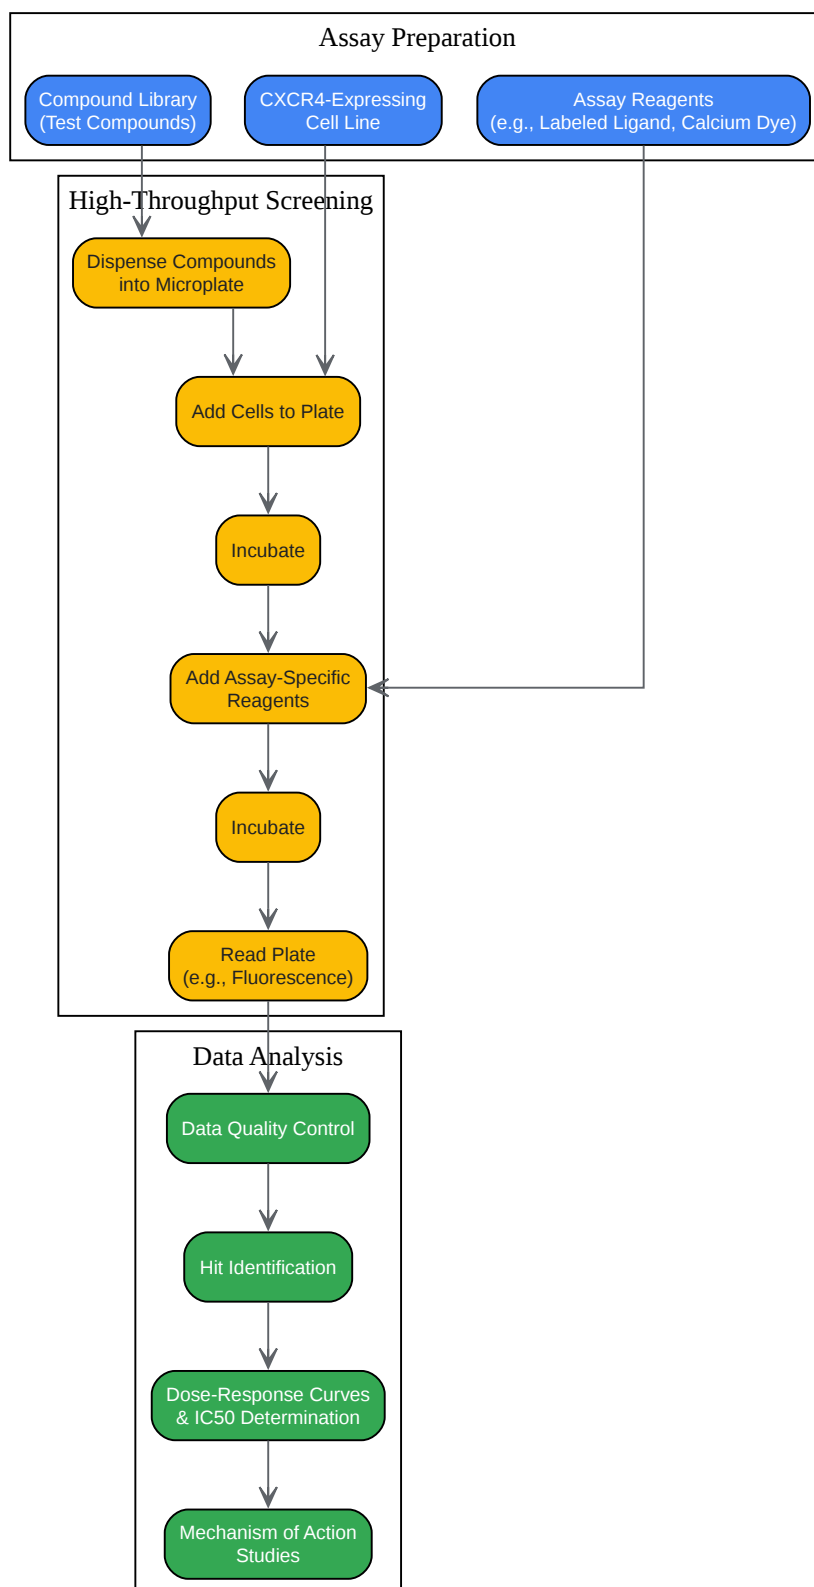 Assay Preparation
Compound Library
(Test Compounds)
CXCR4-Expressing
Cell Line
Assay Reagents
(e.g., Labeled Ligand, Calcium Dye)
High-Throughput Screening
Dispense Compounds
into Microplate
Add Cells to Plate
Incubate
Add Assay-Specific
Reagents
Incubate
Read Plate
(e.g., Fluorescence)
Data Analysis
Data Quality Control
Hit Identification
Dose-Response Curves
& IC50 Determination
Mechanism of Action
Studies